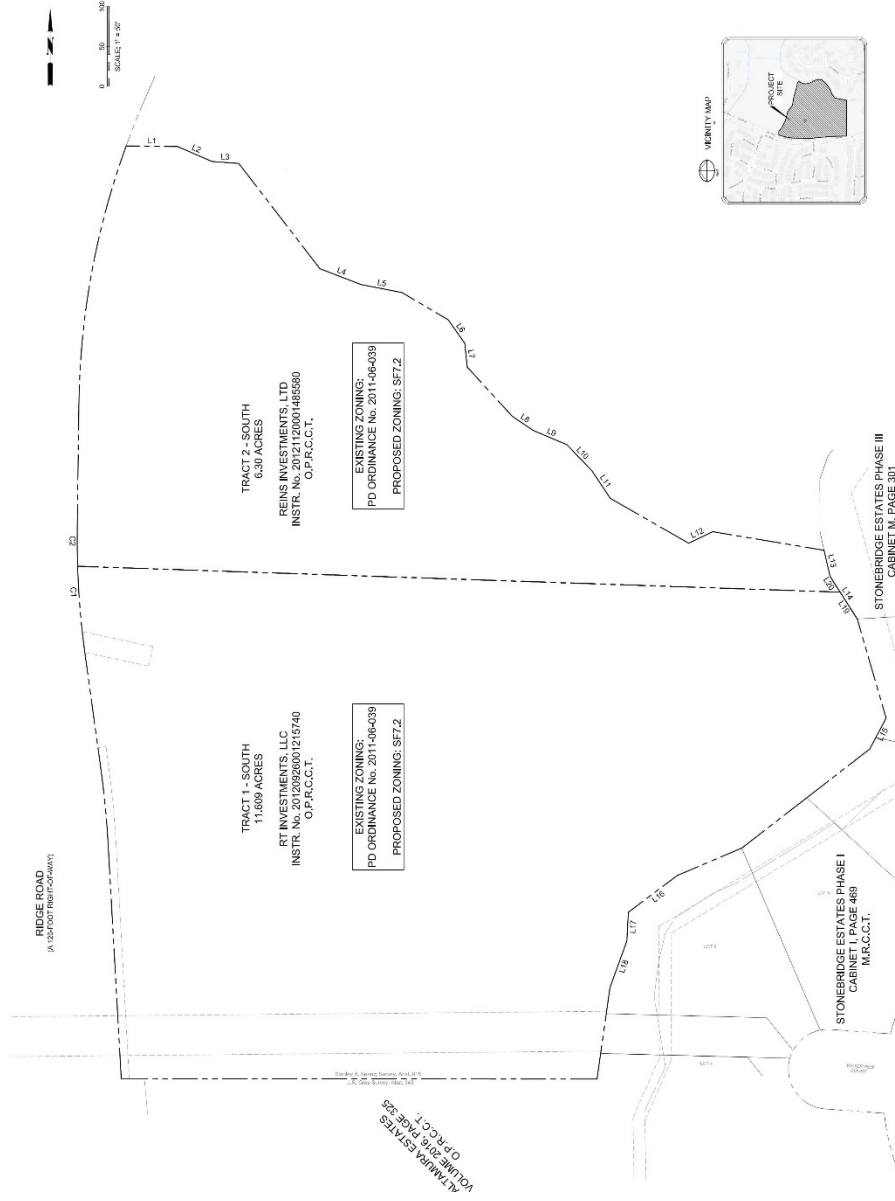 0 50 100
SCALE: 1" = 50'
VICINITY MAP
PROJECT
SITE
L1
L2
L3
L4
L5
L6
L7
L8
L9
L10
L11
L12
L13
L20
L14
L19
L15
L16
L17
L18
C2
C1
TRACT 2 - SOUTH
6.30 ACRES
REINS INVESTMENTS, LTD
INSTR. No. 20121120001485580
O.P.R.C.C.T.
EXISTING ZONING:
PD ORDINANCE No. 2011-06-039
PROPOSED ZONING: SF7.2
TRACT 1 - SOUTH
11.609 ACRES
RT INVESTMENTS, LLC
INSTR. No. 20120926001215740
O.P.R.C.C.T.
EXISTING ZONING:
PD ORDINANCE No. 2011-06-039
PROPOSED ZONING: SF7.2
RIDGE ROAD
(A 120-FOOT RIGHT-OF-WAY)
STONEBRIDGE ESTATES PHASE III
CABINET M, PAGE 301
STONEBRIDGE ESTATES PHASE I
CABINET I, PAGE 469
M.R.C.C.T.
ALTAMURA ESTATES
VOLUME 2016, PAGE 325
O.P.R.C.C.T.